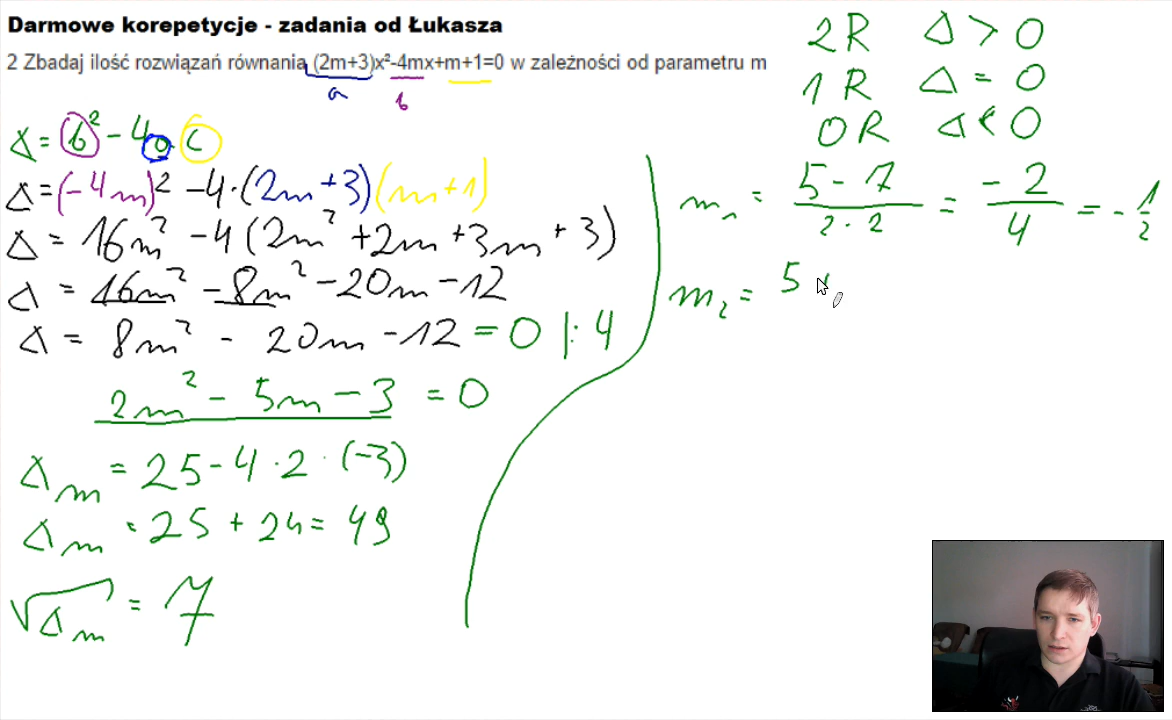 Darmowe korepetycje - zadania od Łukasza
2 Zbadaj ilość rozwiązań równania (2m+3)x²-4mx+m+1=0 w zależności od parametru m
a b
Δ = b² - 4ac
Δ = (-4m)² - 4·(2m+3)(m+1)
Δ = 16m² - 4(2m² + 2m + 3m + 3)
Δ = 16m² - 8m² - 20m - 12
Δ = 8m² - 20m - 12 = 0 |: 4
2m² - 5m - 3 = 0
Δm = 25 - 4·2·(-3)
Δm = 25 + 24 = 49
√Δm = 7
2R Δ > 0
1R Δ = 0
0R Δ < 0
m₁ = (5 - 7)/(2·2) = -2/4 = -1/2
m₂ = 5